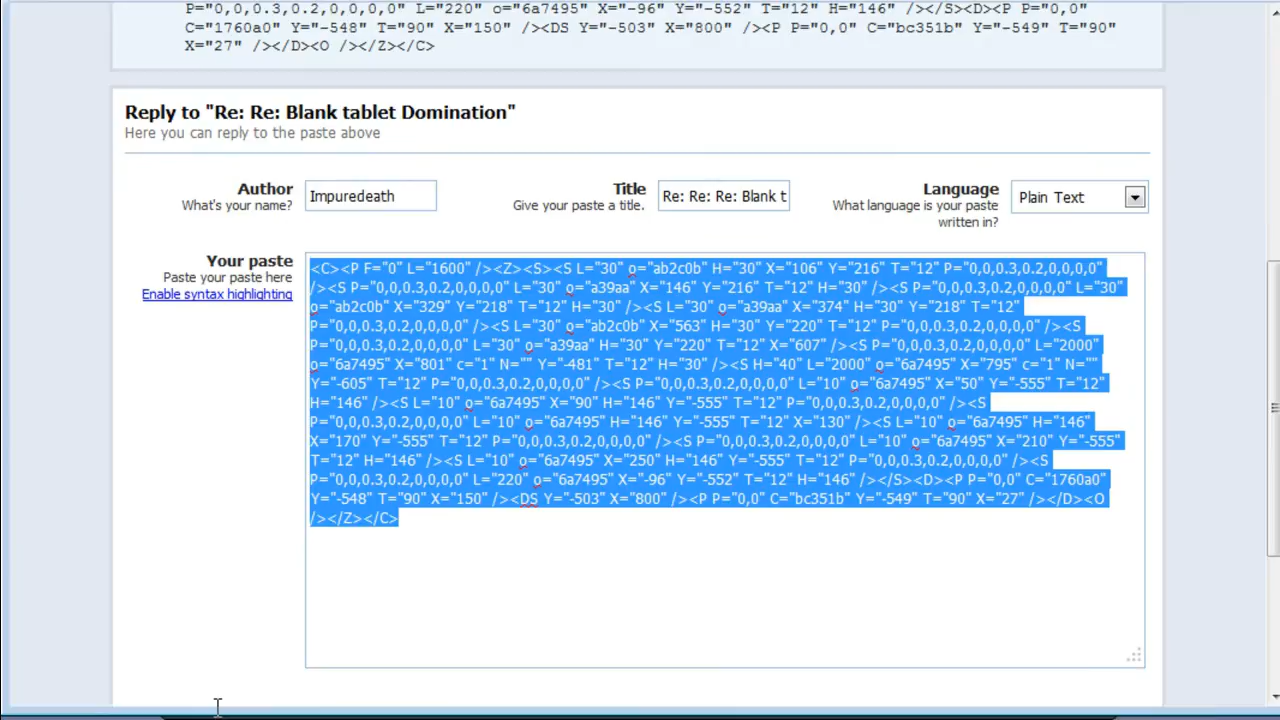 P="0,0,0.3,0.2,0,0,0,0" L="220" o="6a7495" X="-96" Y="-552" T="12" H="146" /></S><D><P P="0,0"
C="1760a0" Y="-548" T="90" X="150" /><DS Y="-503" X="800" /><P P="0,0" C="bc351b" Y="-549" T="90"
X="27" /></D><O /></Z></C>
Reply to "Re: Re: Blank tablet Domination"
Here you can reply to the paste above
Author
What's your name?
Impuredeath
Title
Give your paste a title.
Re: Re: Re: Blank t
Language
What language is your paste
written in?
Plain Text
Your paste
Paste your paste here
Enable syntax highlighting
<C><P F="0" L="1600" /><Z><S><S L="30" o="ab2c0b" H="30" X="106" Y="216" T="12" P="0,0,0.3,0.2,0,0,0,0"
/><S P="0,0,0.3,0.2,0,0,0,0" L="30" o="a39aa" X="146" Y="216" T="12" H="30" /><S P="0,0,0.3,0.2,0,0,0,0" L="30"
o="ab2c0b" X="329" Y="218" T="12" H="30" /><S L="30" o="a39aa" X="374" H="30" Y="218" T="12"
P="0,0,0.3,0.2,0,0,0,0" /><S L="30" o="ab2c0b" X="563" H="30" Y="220" T="12" P="0,0,0.3,0.2,0,0,0,0" /><S
P="0,0,0.3,0.2,0,0,0,0" L="30" o="a39aa" H="30" Y="220" T="12" X="607" /><S P="0,0,0.3,0.2,0,0,0,0" L="2000"
o="6a7495" X="801" c="1" N="" Y="-481" T="12" H="30" /><S H="40" L="2000" o="6a7495" X="795" c="1" N=""
Y="-605" T="12" P="0,0,0.3,0.2,0,0,0,0" /><S P="0,0,0.3,0.2,0,0,0,0" L="10" o="6a7495" X="50" Y="-555" T="12"
H="146" /><S L="10" o="6a7495" X="90" H="146" Y="-555" T="12" P="0,0,0.3,0.2,0,0,0,0" /><S
P="0,0,0.3,0.2,0,0,0,0" L="10" o="6a7495" H="146" Y="-555" T="12" X="130" /><S L="10" o="6a7495" H="146"
X="170" Y="-555" T="12" P="0,0,0.3,0.2,0,0,0,0" /><S P="0,0,0.3,0.2,0,0,0,0" L="10" o="6a7495" X="210" Y="-555"
T="12" H="146" /><S L="10" o="6a7495" X="250" H="146" Y="-555" T="12" P="0,0,0.3,0.2,0,0,0,0" /><S
P="0,0,0.3,0.2,0,0,0,0" L="220" o="6a7495" X="-96" Y="-552" T="12" H="146" /></S><D><P P="0,0" C="1760a0"
Y="-548" T="90" X="150" /><DS Y="-503" X="800" /><P P="0,0" C="bc351b" Y="-549" T="90" X="27" /></D><O
/></Z></C>